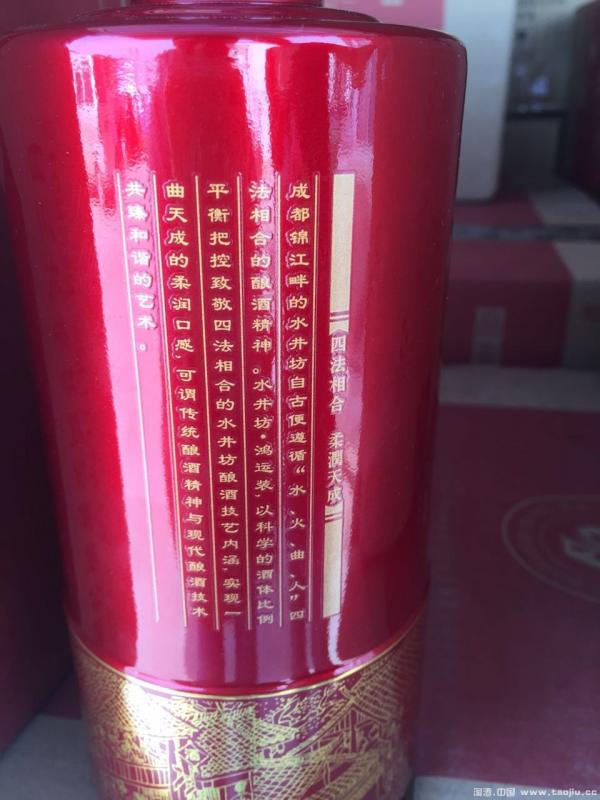 《四法相合 柔潤天成》
成都锦江畔的水井坊自古便遵循“水、火、曲、人”四
法相合的酿酒精神。水井坊·鸿运装，以科学的酒体比例
平衡把控致敬四法相合的水井坊酿酒技艺内涵，实现一
曲天成的柔润口感，可谓传统酿酒精神与现代酿酒技术
共臻和谐的艺术。
淘酒.中国 www.taojiu.cc